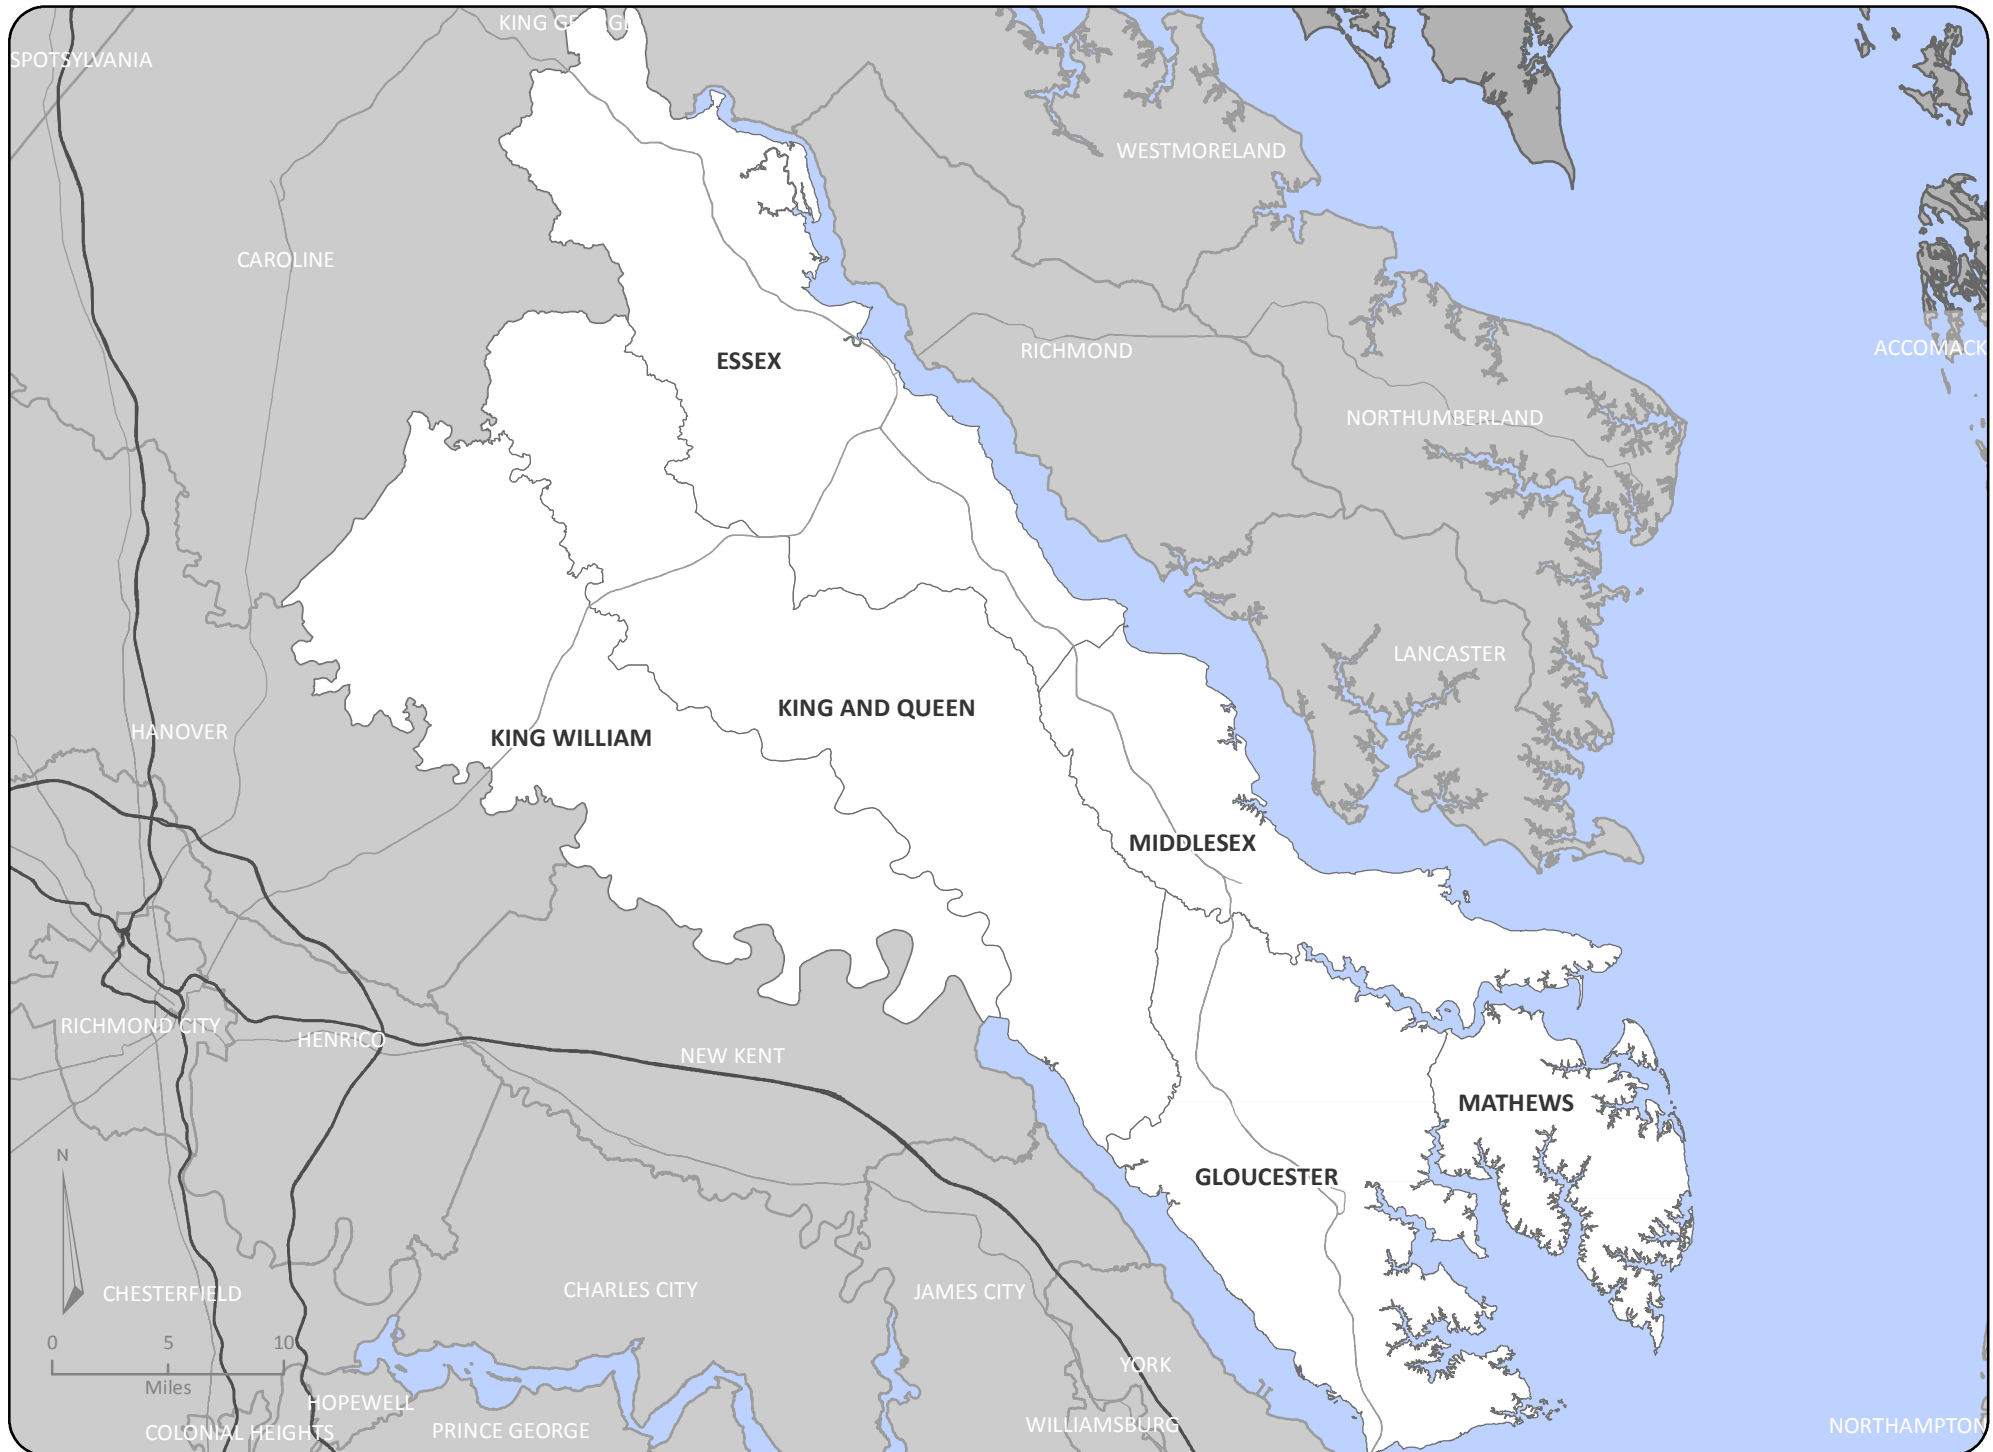 KING GEORGE
SPOTSYLVANIA
WESTMORELAND
CAROLINE
ACCOMACK
RICHMOND
ESSEX
NORTHUMBERLAND
LANCASTER
KING AND QUEEN
HANOVER
KING WILLIAM
MIDDLESEX
RICHMOND CITY
HENRICO
NEW KENT
MATHEWS
N
GLOUCESTER
CHESTERFIELD
CHARLES CITY
JAMES CITY
0 5 10
Miles
YORK
HOPEWELL
WILLIAMSBURG
NORTHAMPTON
COLONIAL HEIGHTS
PRINCE GEORGE